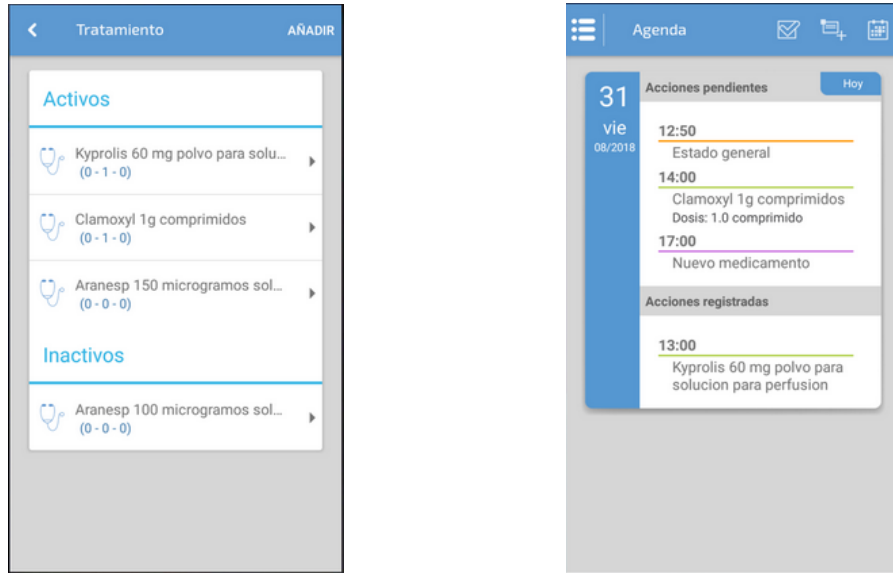 Tratamiento
AÑADIR
Activos
Kyprolis 60 mg polvo para solu...
(0 - 1 - 0)
Clamoxyl 1g comprimidos
(0 - 1 - 0)
Aranesp 150 microgramos sol...
(0 - 0 - 0)
Inactivos
Aranesp 100 microgramos sol...
(0 - 0 - 0)
Agenda
31
vie
08/2018
Acciones pendientes
Hoy
12:50
Estado general
14:00
Clamoxyl 1g comprimidos
Dosis: 1.0 comprimido
17:00
Nuevo medicamento
Acciones registradas
13:00
Kyprolis 60 mg polvo para
solucion para perfusion